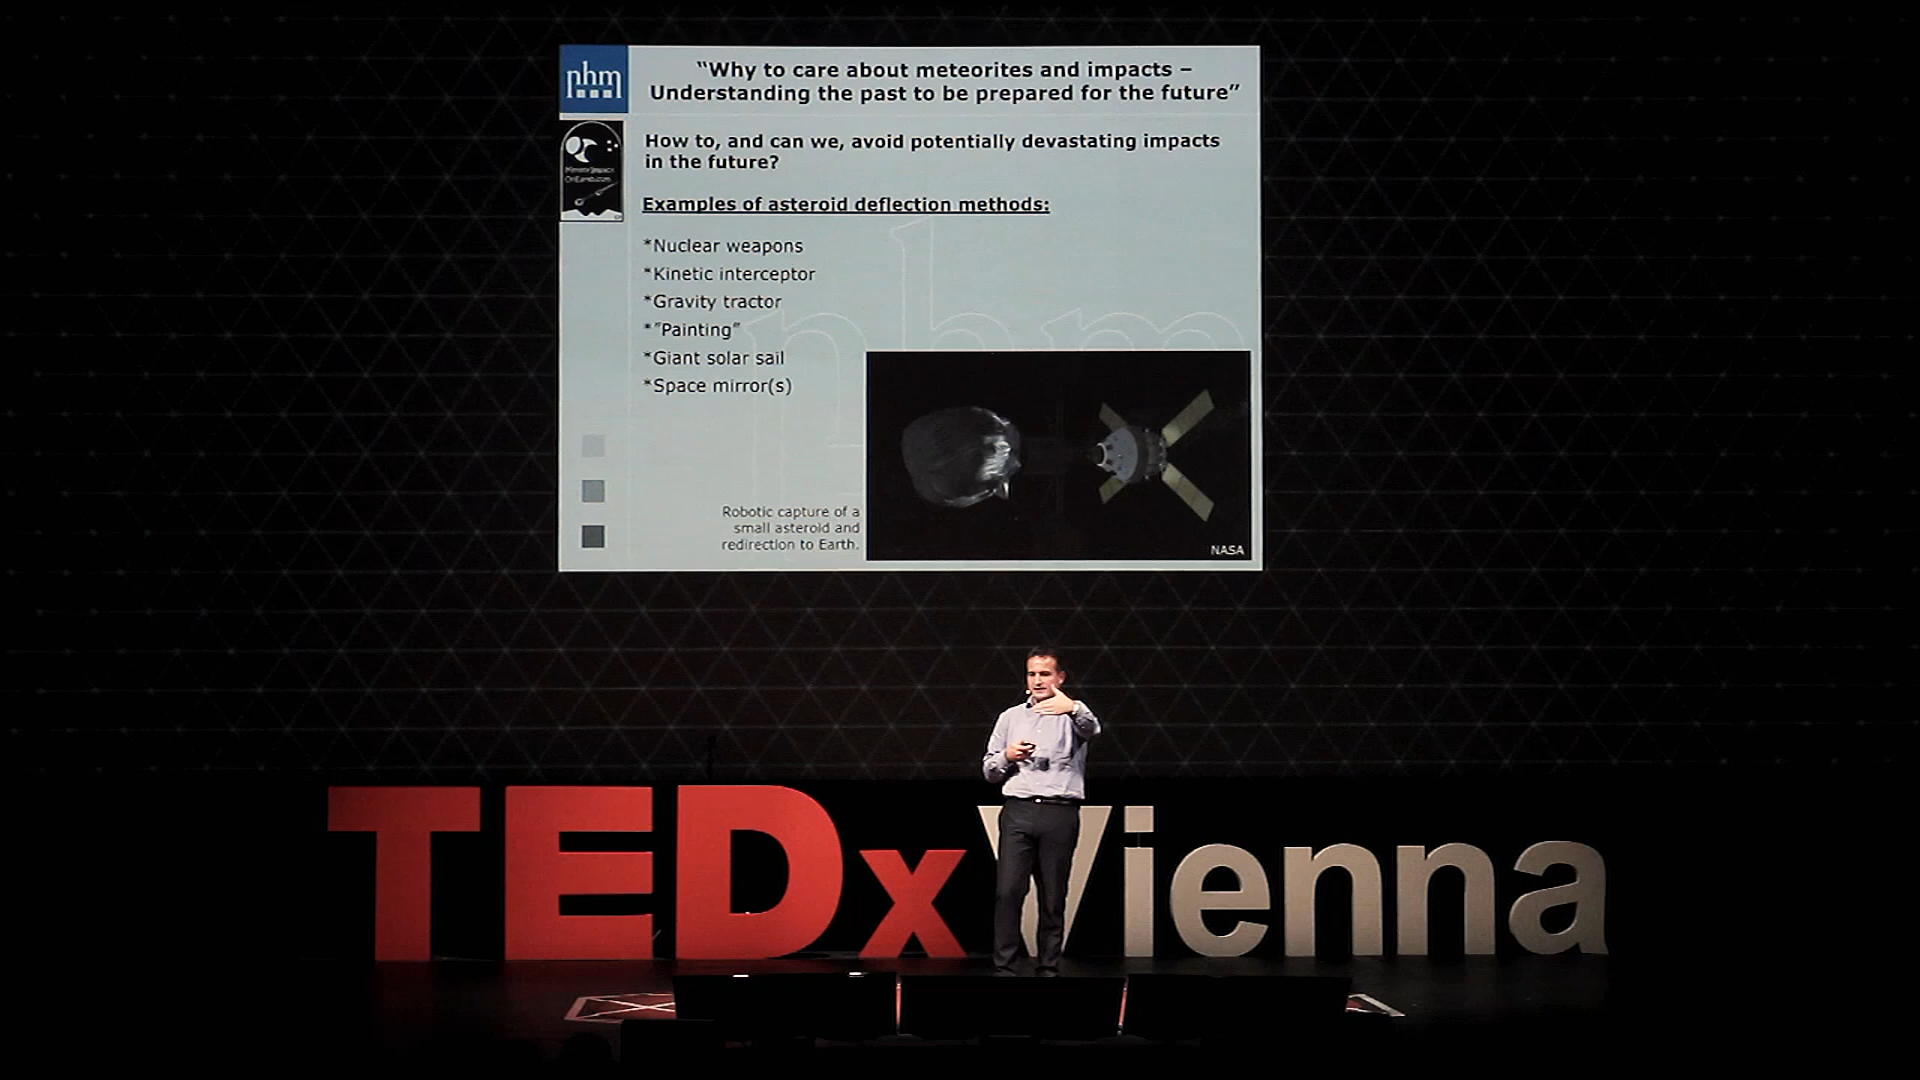 nhm
"Why to care about meteorites and impacts –
Understanding the past to be prepared for the future"
How to, and can we, avoid potentially devastating impacts
in the future?
Examples of asteroid deflection methods:
*Nuclear weapons
*Kinetic interceptor
*Gravity tractor
*"Painting"
*Giant solar sail
*Space mirror(s)
nhm
Robotic capture of a
small asteroid and
redirection to Earth.
NASA
TEDxVienna